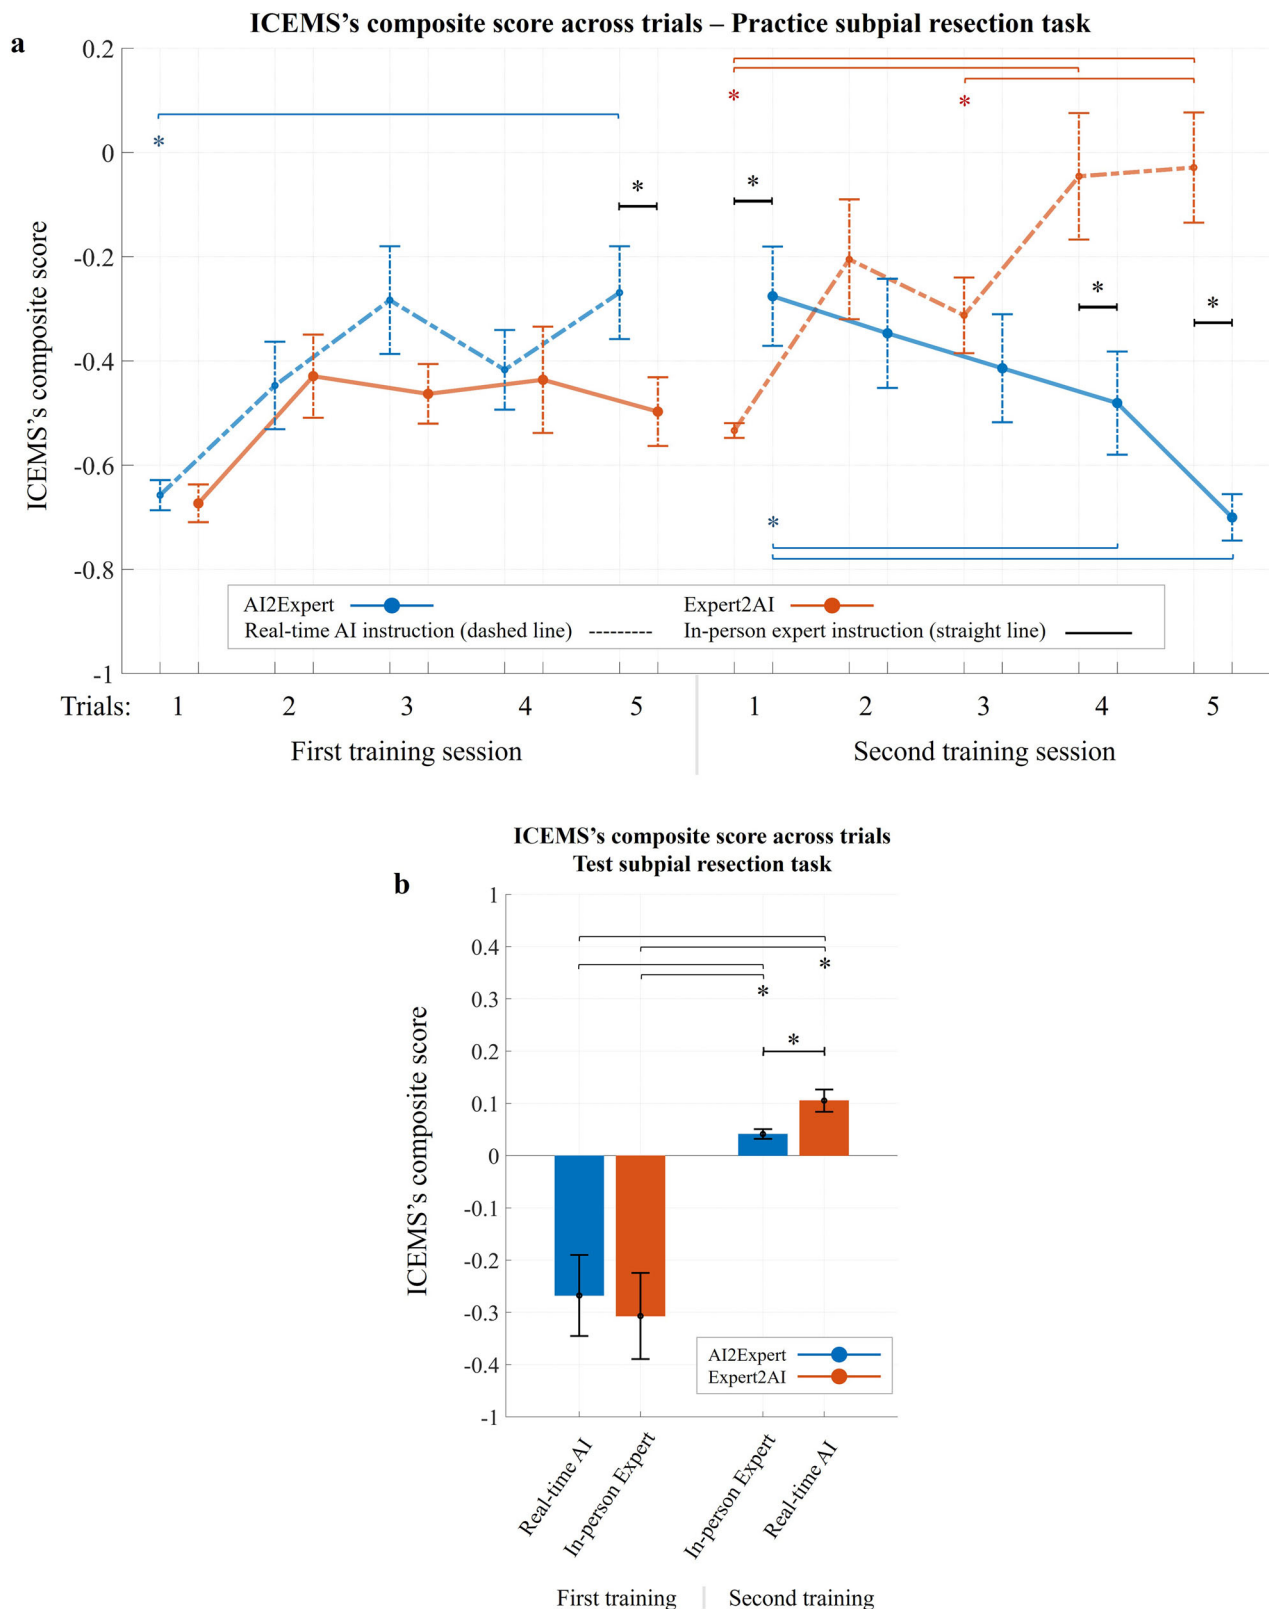 ICEMS's composite score across trials – Practice subpial resection task
a
0.2
0
-0.2
-0.4
-0.6
-0.8
-1
ICEMS's composite score
*
*
*
*
*
*
*
*
AI2Expert
Expert2AI
Real-time AI instruction (dashed line)
In-person expert instruction (straight line)
Trials: 1 2 3 4 5 1 2 3 4 5
First training session
Second training session
ICEMS's composite score across trials
Test subpial resection task
b
1
0.4
0.3
0.2
0.1
0
-0.1
-0.2
-0.3
-0.4
-1
ICEMS's composite score
*
*
*
AI2Expert
Expert2AI
Real-time AI
In-person Expert
In-person Expert
Real-time AI
First training
Second training